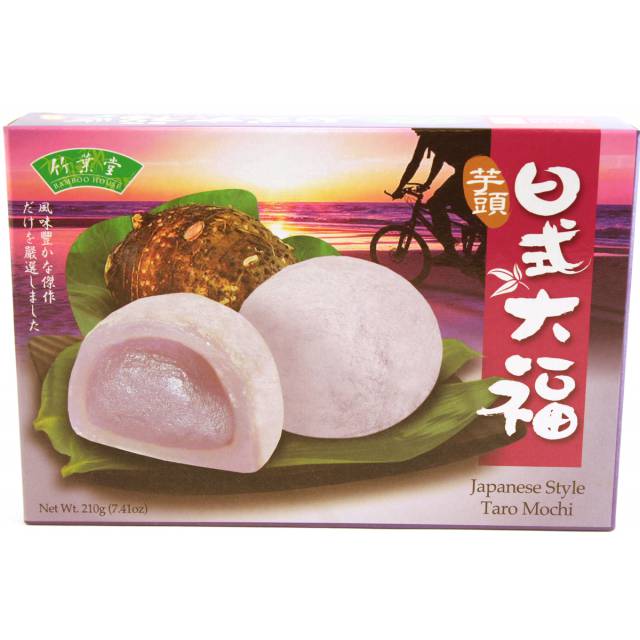 竹葉堂
BAMBOO HOUSE
風味豊かな傑作
だけを厳選しました
芋頭
日式大福
Net Wt. 210g (7.41oz)
Japanese Style
Taro Mochi